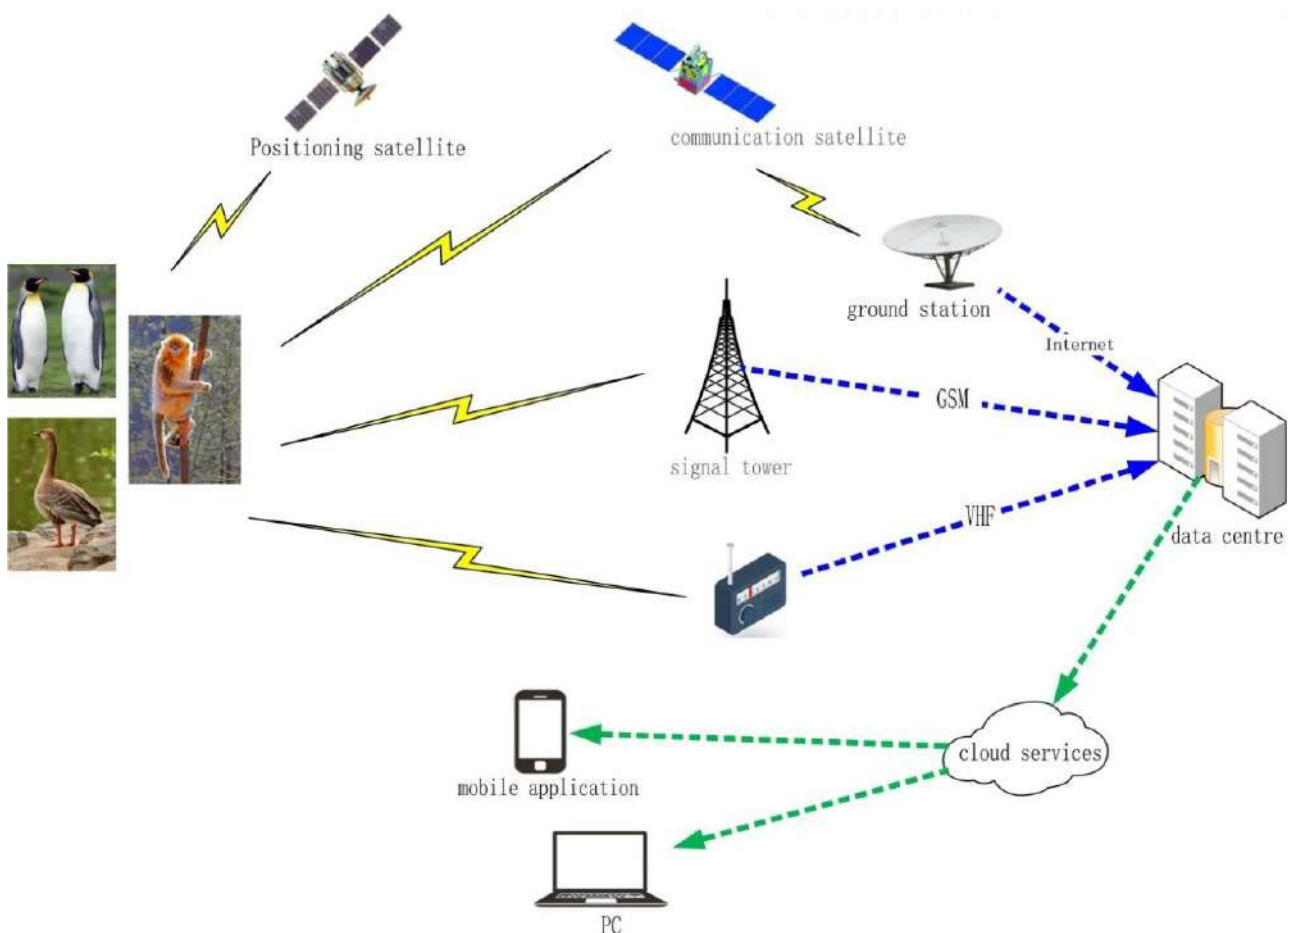 Positioning satellite
communication satellite
ground station
Internet
GSM
signal tower
VHF
data centre
cloud services
mobile application
PC